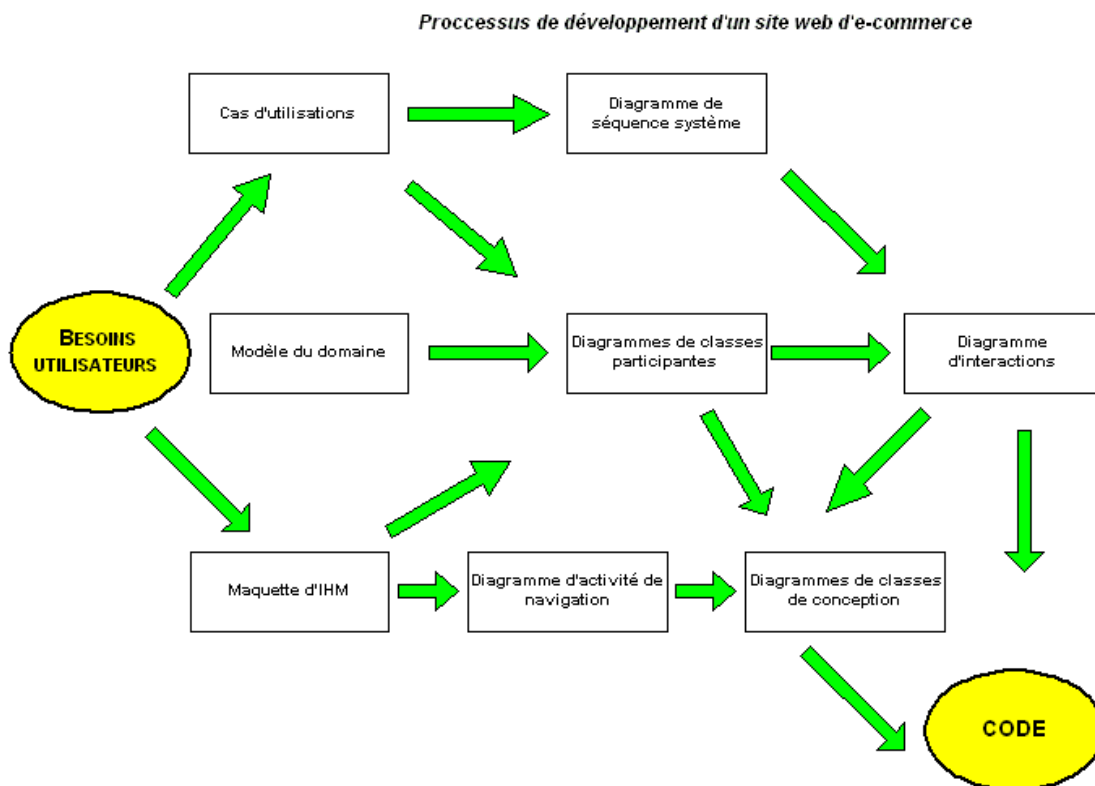 Proccessus de développement d'un site web d'e-commerce
Cas d'utilisations
Diagramme de
séquence système
BESOINS
UTILISATEURS
Modèle du domaine
Diagrammes de classes
participantes
Diagramme
d'interactions
Maquette d'IHM
Diagramme d'activité de
navigation
Diagrammes de classes
de conception
CODE